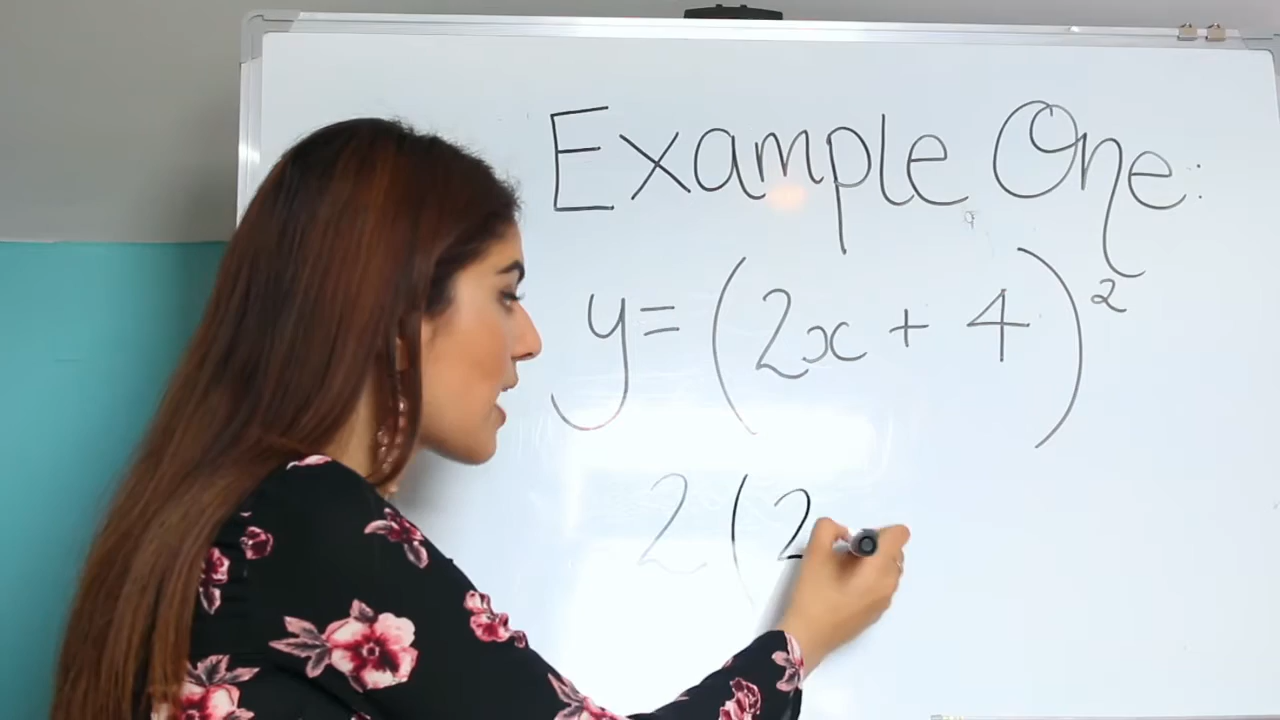 Example One:
y = (2x + 4)²
2 (2